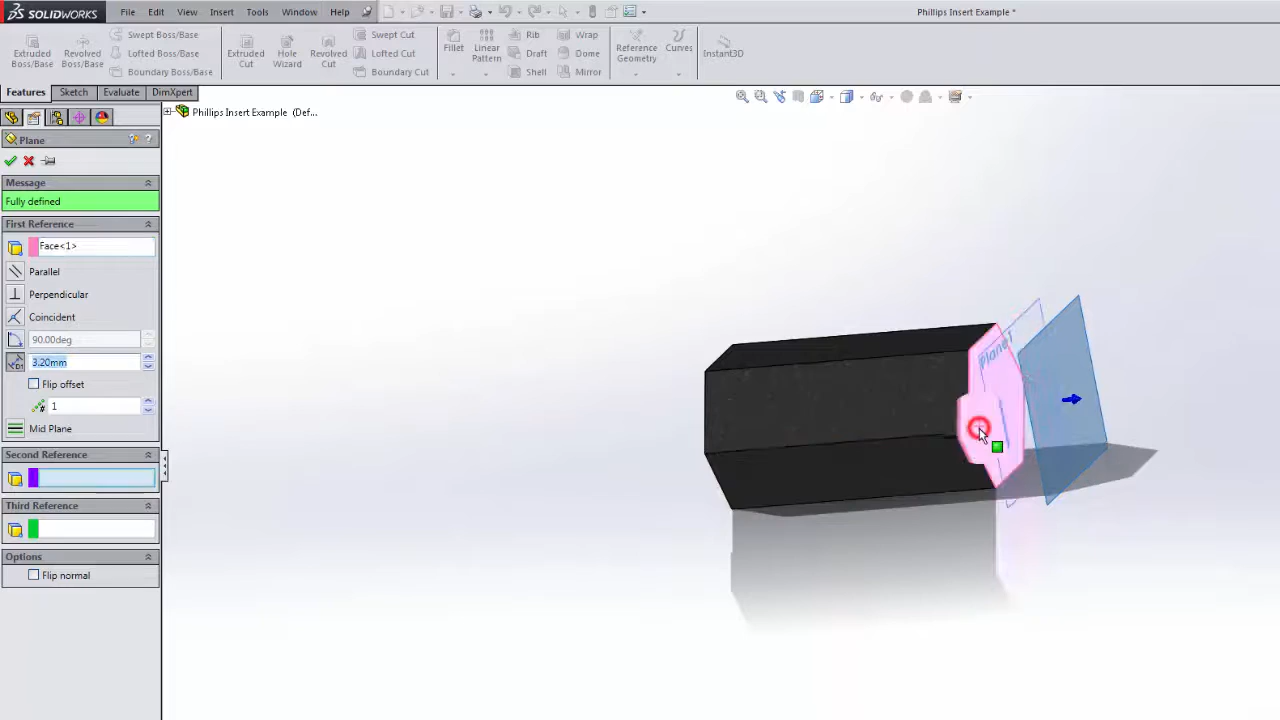 SOLIDWORKS File Edit View Insert Tools Window Help Phillips Insert Example *
Extruded Boss/Base
Revolved Boss/Base
Swept Boss/Base
Lofted Boss/Base
Boundary Boss/Base
Extruded Cut
Hole Wizard
Revolved Cut
Swept Cut
Lofted Cut
Boundary Cut
Fillet
Linear Pattern
Rib
Draft
Shell
Wrap
Dome
Mirror
Reference Geometry
Curves
Instant3D
Features Sketch Evaluate DimXpert
Phillips Insert Example (Def...
Plane
Message
Fully defined
First Reference
Face<1>
Parallel
Perpendicular
Coincident
90.00deg
3.20mm
Flip offset
1
Mid Plane
Second Reference
Third Reference
Options
Flip normal
Plane1